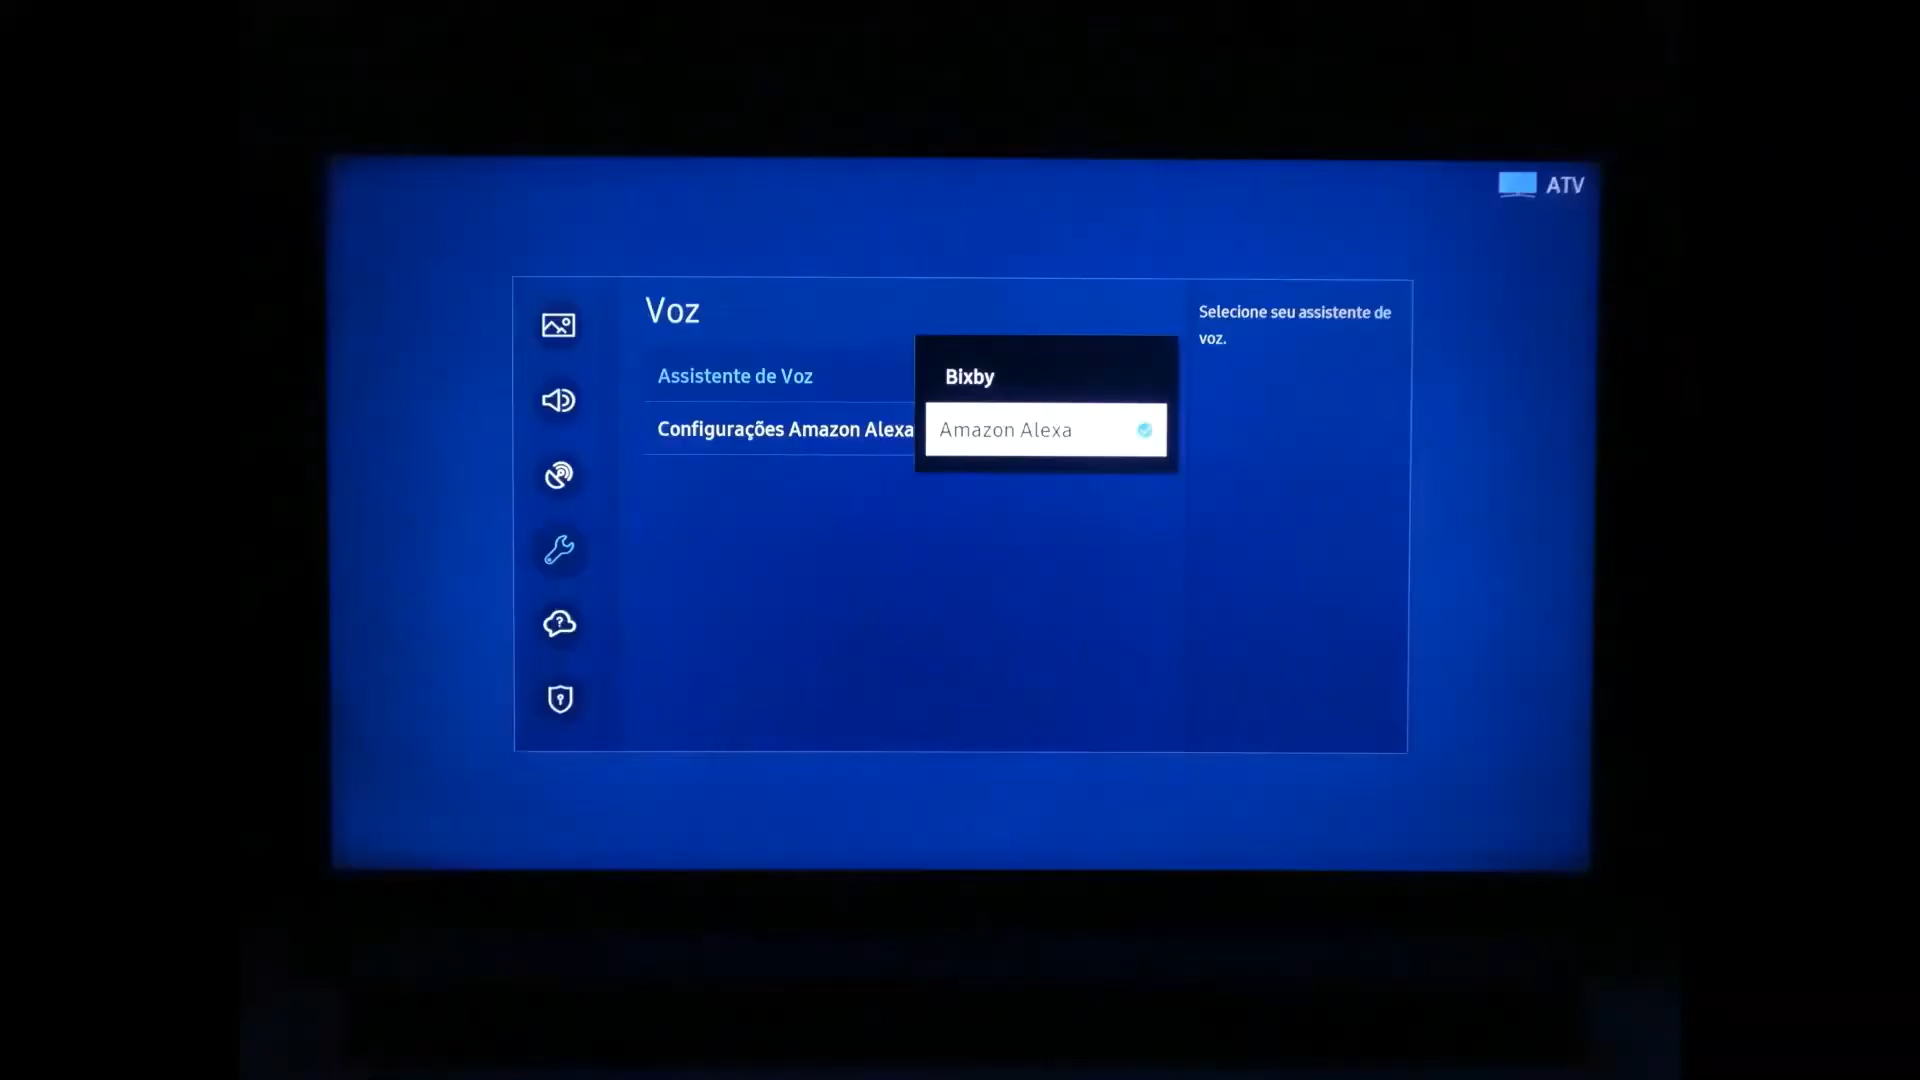 ATV
Voz
Assistente de Voz
Configurações Amazon Alexa
Bixby
Amazon Alexa
Selecione seu assistente de
voz.